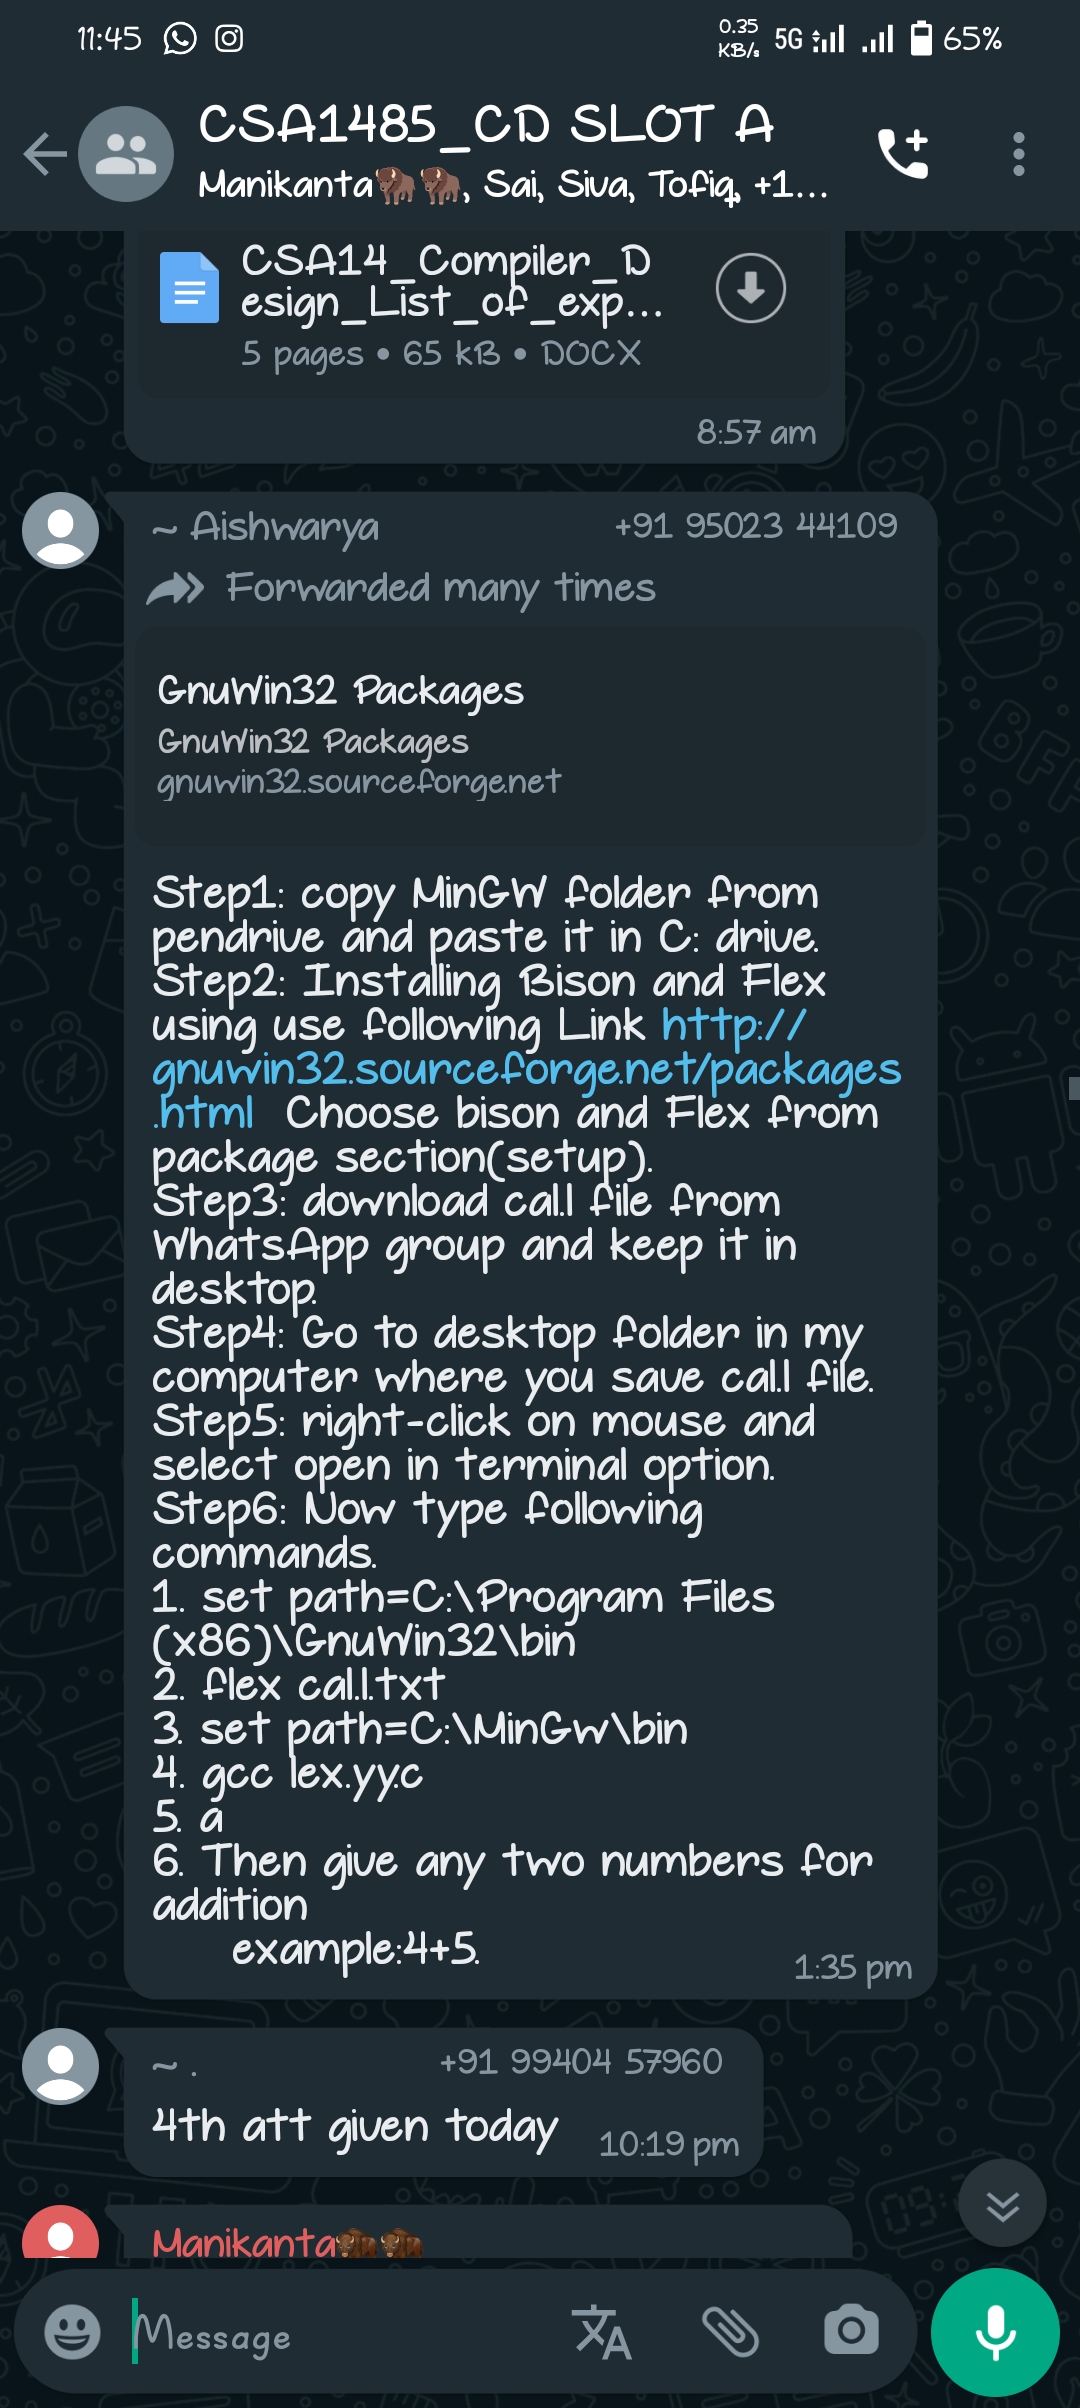 11:45
0.35
KB/s
5G
65%
CSA1485_CD SLOT A
Manikanta🦬🦬, Sai, Siva, Tofiq, +1...
CSA14_Compiler_D
esign_List_of_exp...
5 pages • 65 kB • DOCX
8:57 am
~ Aishwarya +91 95023 44109
Forwarded many times
GnuWin32 Packages
GnuWin32 Packages
gnuwin32.sourceforge.net
Step1: copy MinGW folder from
pendrive and paste it in C: drive.
Step2: Installing Bison and Flex
using use following Link http://
gnuwin32.sourceforge.net/packages
.html  Choose bison and Flex from
package section(setup).
Step3: download cal.l file from
WhatsApp group and keep it in
desktop.
Step4: Go to desktop folder in my
computer where you save cal.l file.
Step5: right-click on mouse and
select open in terminal option.
Step6: Now type following
commands.
1. set path=C:\Program Files
(x86)\GnuWin32\bin
2. flex cal.l.txt
3. set path=C:\MinGw\bin
4. gcc lex.yy.c
5. a
6. Then give any two numbers for
addition
example:4+5.
1:35 pm
~ . +91 99404 57960
4th att given today
10:19 pm
Manikanta🦬🦬
Message